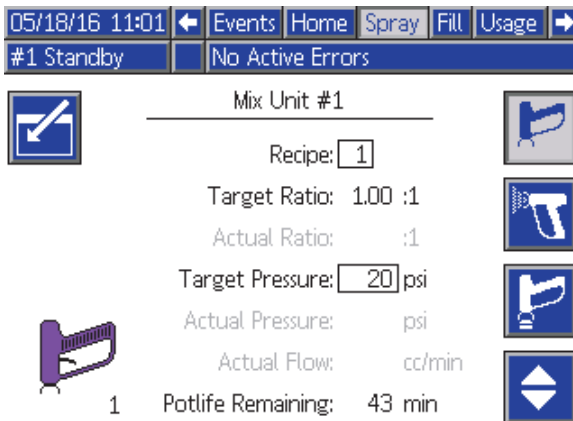 05/18/16 11:01 Events Home Spray Fill Usage
#1 Standby No Active Errors
Mix Unit #1
Recipe: 1
Target Ratio: 1.00 :1
Actual Ratio: :1
Target Pressure: 20 psi
Actual Pressure: psi
Actual Flow: cc/min
1 Potlife Remaining: 43 min